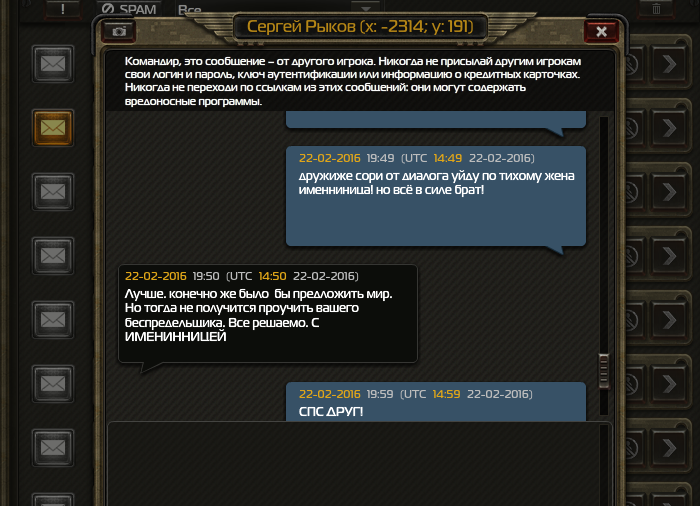 ! SPAM Все
Сергей Рыков (x: -2314; y: 191)
Командир, это сообщение – от другого игрока. Никогда не присылай другим игрокам
свои логин и пароль, ключ аутентификации или информацию о кредитных карточках.
Никогда не переходи по ссылкам из этих сообщений: они могут содержать
вредоносные программы.
22-02-2016 19:49 (UTC 14:49 22-02-2016)
дружиже сори от диалога уйду по тихому жена
именниница! но всё в силе брат!
22-02-2016 19:50 (UTC 14:50 22-02-2016)
Лучше. конечно же было бы предложить мир.
Но тогда не получится проучить вашего
беспредельшика. Все решаемо. С
ИМЕНИННИЦЕЙ
22-02-2016 19:59 (UTC 14:59 22-02-2016)
СПС ДРУГ!